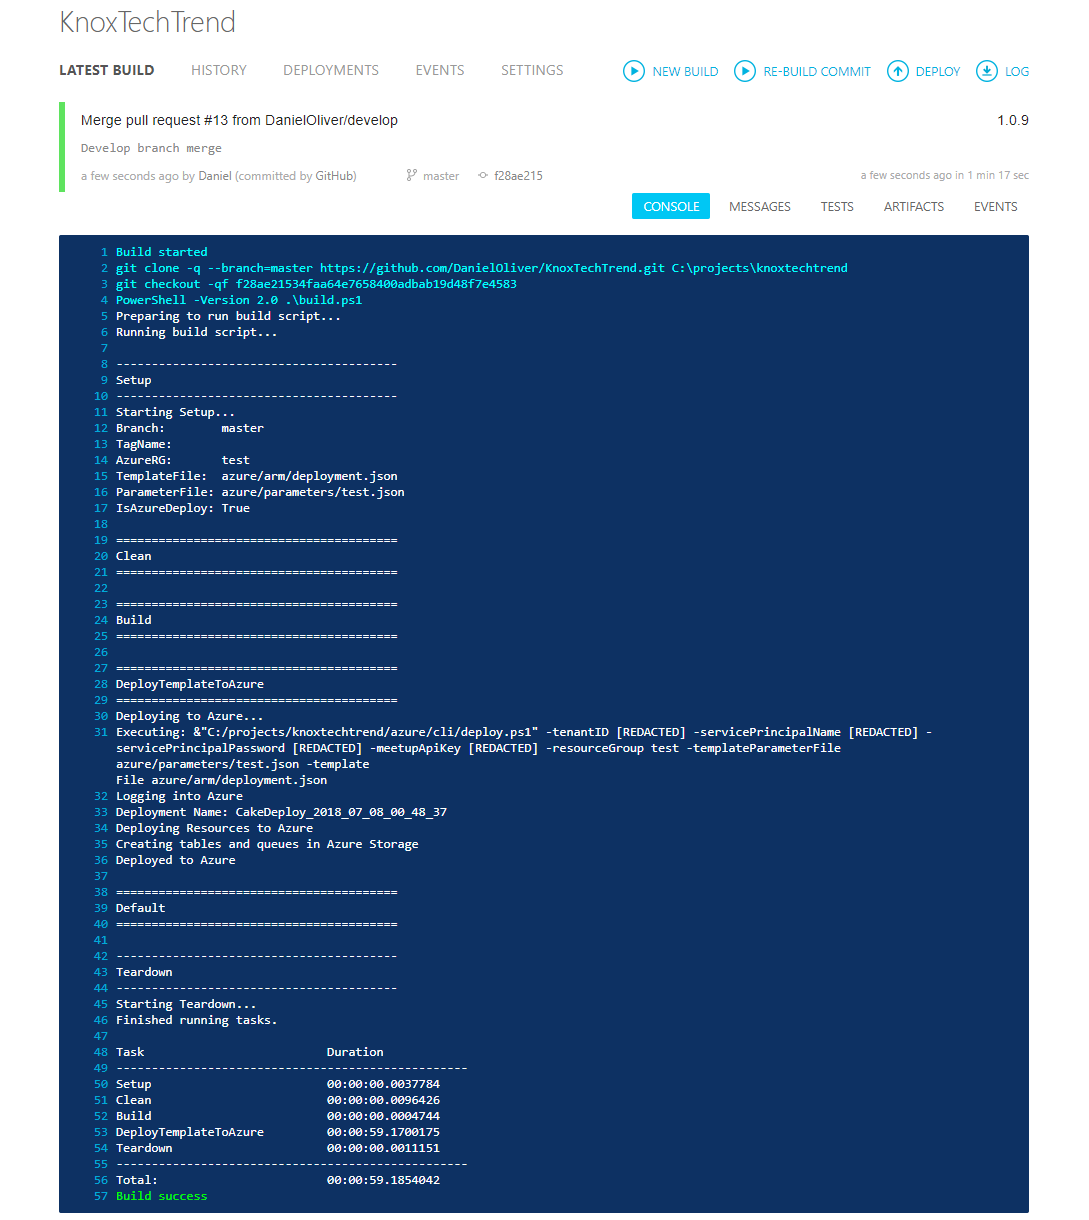 KnoxTechTrend
LATEST BUILD HISTORY DEPLOYMENTS EVENTS SETTINGS NEW BUILD RE-BUILD COMMIT DEPLOY LOG
Merge pull request #13 from DanielOliver/develop 1.0.9
Develop branch merge
a few seconds ago by Daniel (committed by GitHub) master f28ae215 a few seconds ago in 1 min 17 sec
CONSOLE MESSAGES TESTS ARTIFACTS EVENTS
1 Build started
2 git clone -q --branch=master https://github.com/DanielOliver/KnoxTechTrend.git C:\projects\knoxtechtrend
3 git checkout -qf f28ae21534faa64e7658400adbab19d48f7e4583
4 PowerShell -Version 2.0 .\build.ps1
5 Preparing to run build script...
6 Running build script...
7
8 ----------------------------------------
9 Setup
10 ----------------------------------------
11 Starting Setup...
12 Branch: master
13 TagName:
14 AzureRG: test
15 TemplateFile: azure/arm/deployment.json
16 ParameterFile: azure/parameters/test.json
17 IsAzureDeploy: True
18
19 ========================================
20 Clean
21 ========================================
22
23 ========================================
24 Build
25 ========================================
26
27 ========================================
28 DeployTemplateToAzure
29 ========================================
30 Deploying to Azure...
31 Executing: &"C:/projects/knoxtechtrend/azure/cli/deploy.ps1" -tenantID [REDACTED] -servicePrincipalName [REDACTED] -
servicePrincipalPassword [REDACTED] -meetupApiKey [REDACTED] -resourceGroup test -templateParameterFile
azure/parameters/test.json -template
File azure/arm/deployment.json
32 Logging into Azure
33 Deployment Name: CakeDeploy_2018_07_08_00_48_37
34 Deploying Resources to Azure
35 Creating tables and queues in Azure Storage
36 Deployed to Azure
37
38 ========================================
39 Default
40 ========================================
41
42 ----------------------------------------
43 Teardown
44 ----------------------------------------
45 Starting Teardown...
46 Finished running tasks.
47
48 Task Duration
49 --------------------------------------------------
50 Setup 00:00:00.0037784
51 Clean 00:00:00.0096426
52 Build 00:00:00.0004744
53 DeployTemplateToAzure 00:00:59.1700175
54 Teardown 00:00:00.0011151
55 --------------------------------------------------
56 Total: 00:00:59.1854042
57 Build success